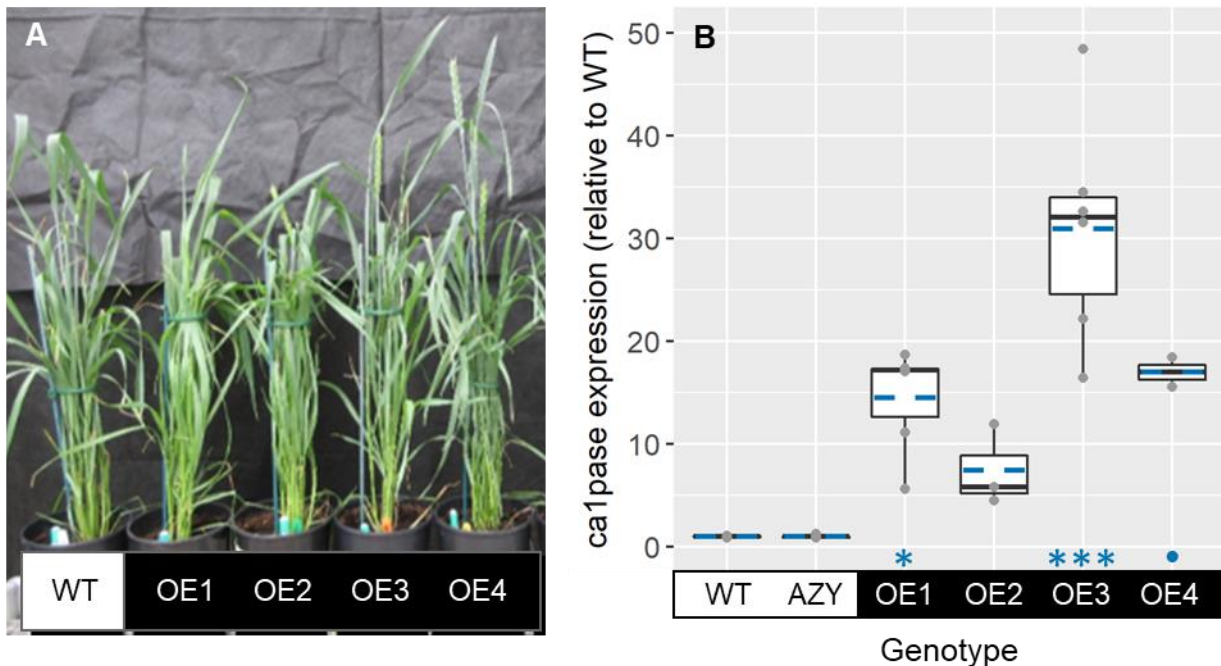 A
WT OE1 OE2 OE3 OE4
B
ca1pase expression (relative to WT)
50
40
30
20
10
0
* *** •
WT AZY OE1 OE2 OE3 OE4
Genotype